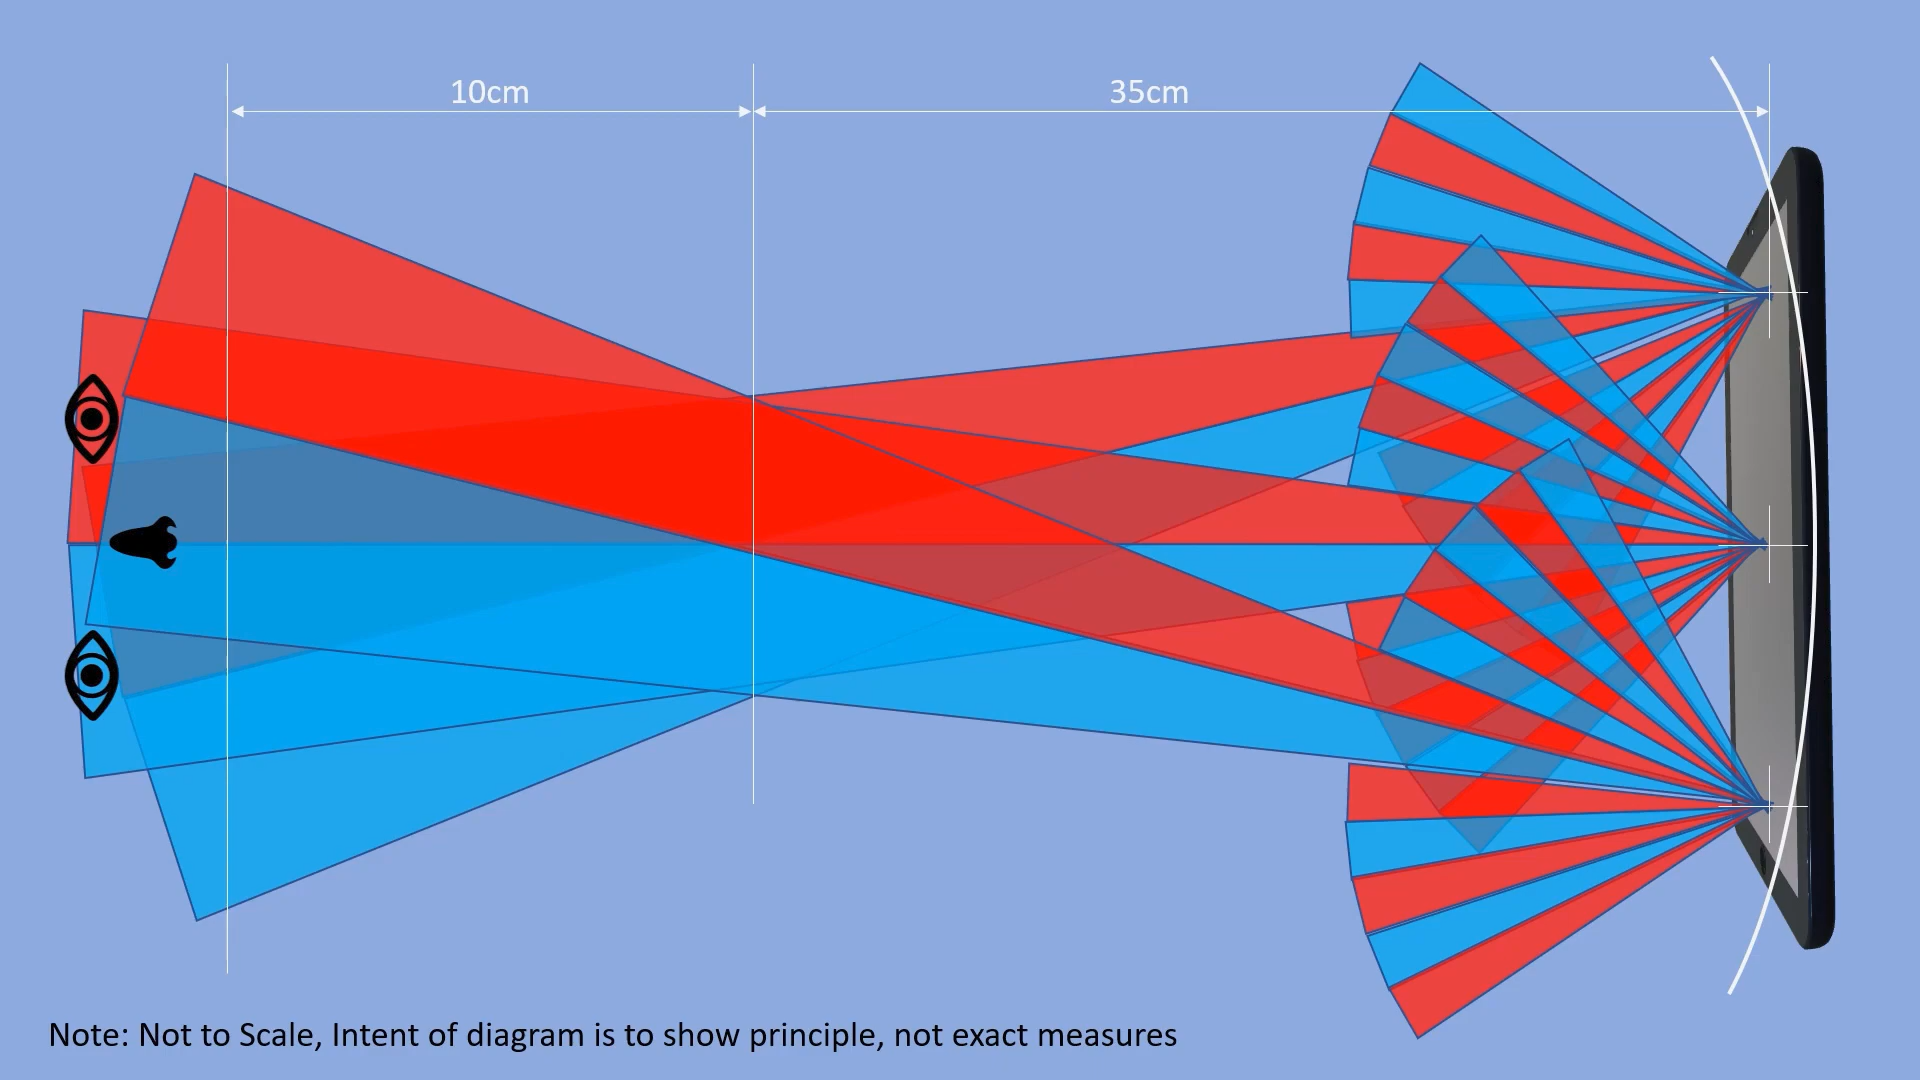 10cm
35cm
Note: Not to Scale, Intent of diagram is to show principle, not exact measures